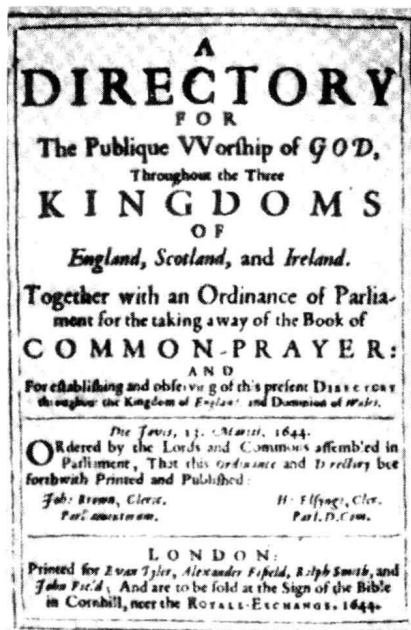 A
DIRECTORY
FOR
The Publique VVorſhip of GOD,
Throughout the Three
KINGDOMS
OF
England, Scotland, and Ireland.
Together with an Ordinance of Parlia-
ment for the taking away of the Book of
COMMON-PRAYER:
AND
For eſtabliſhing and obſerving of this preſent DIRECTORY
throughout the Kingdom of England, and Dominion of Wales.
Die Jovis, 13. Martii, 1644.
ORdered by the Lords and Commons aſſembled in
Parliament, That this Ordinance and Directory bee
forthwith Printed and Publiſhed:
Joh: Brown, Cleric. H: Elſynge, Cler.
Parliamentorum. Parl. D. Com.
LONDON:
Printed for Evan Tyler, Alexander Fifield, Ralph Smith, and
John Field; And are to be ſold at the Sign of the Bible
in Cornhill, neer the ROYALL-EXCHANGE. 1644.